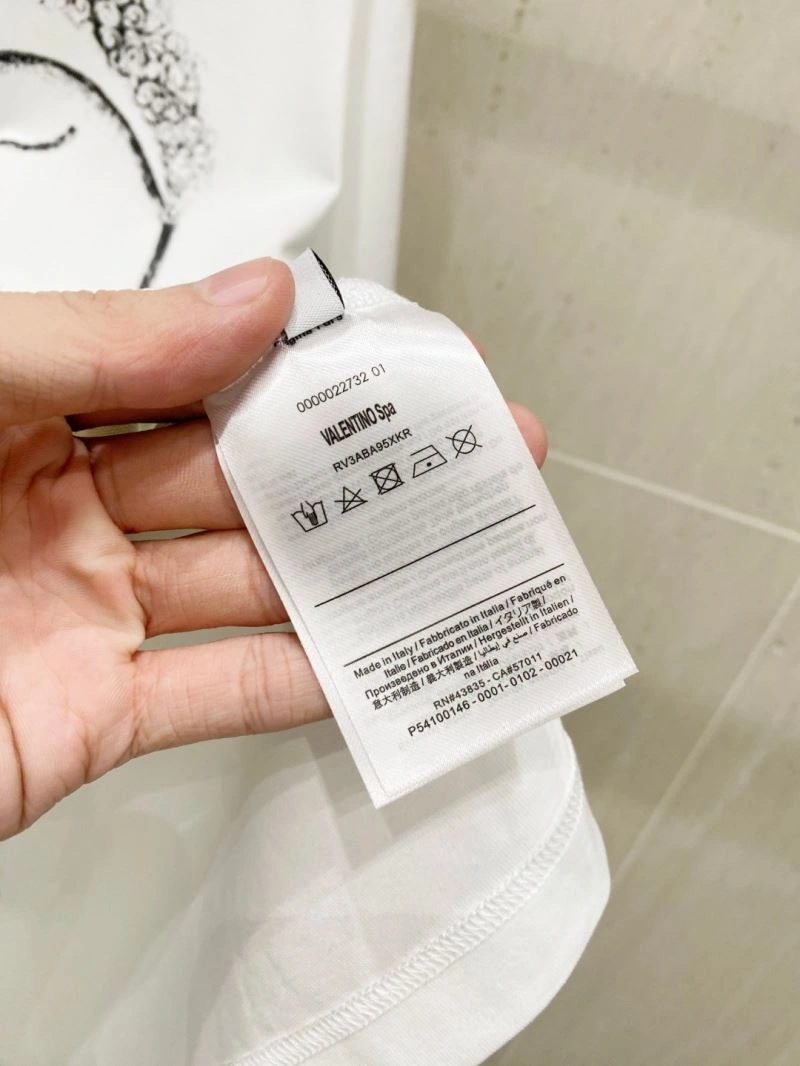 0000022732 01
VALENTINO Spa
RV3ABA95XKR
Made in Italy / Fabbricato in Italia / Fabriqué en
Italie / Fabricado en Italia / イタリア製 /
Произведено в Италии / Hergestellt in Italien /
意大利制造 / 義大利製造 / صنع في إيطاليا / Fabricado
na Itália
RN#43835 - CA#57011
P54100146-0001-0102-00021